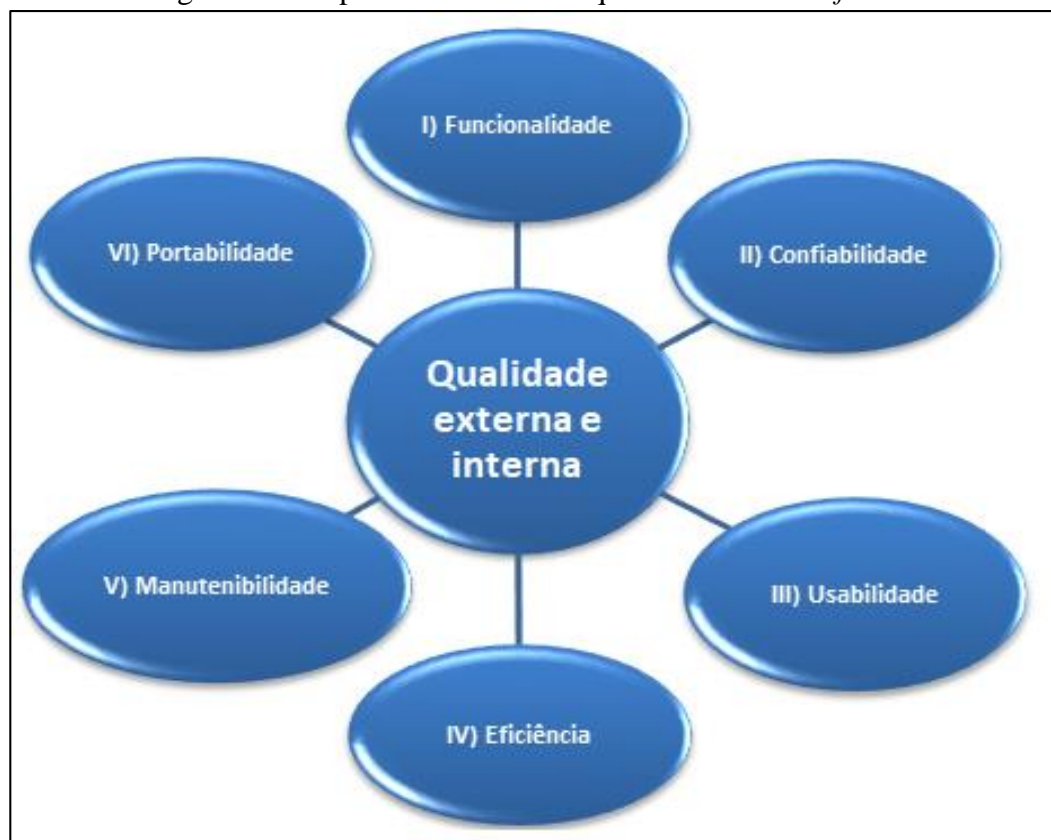 I) Funcionalidade
VI) Portabilidade
II) Confiabilidade
Qualidade
externa e
interna
V) Manutenibilidade
III) Usabilidade
IV) Eficiência